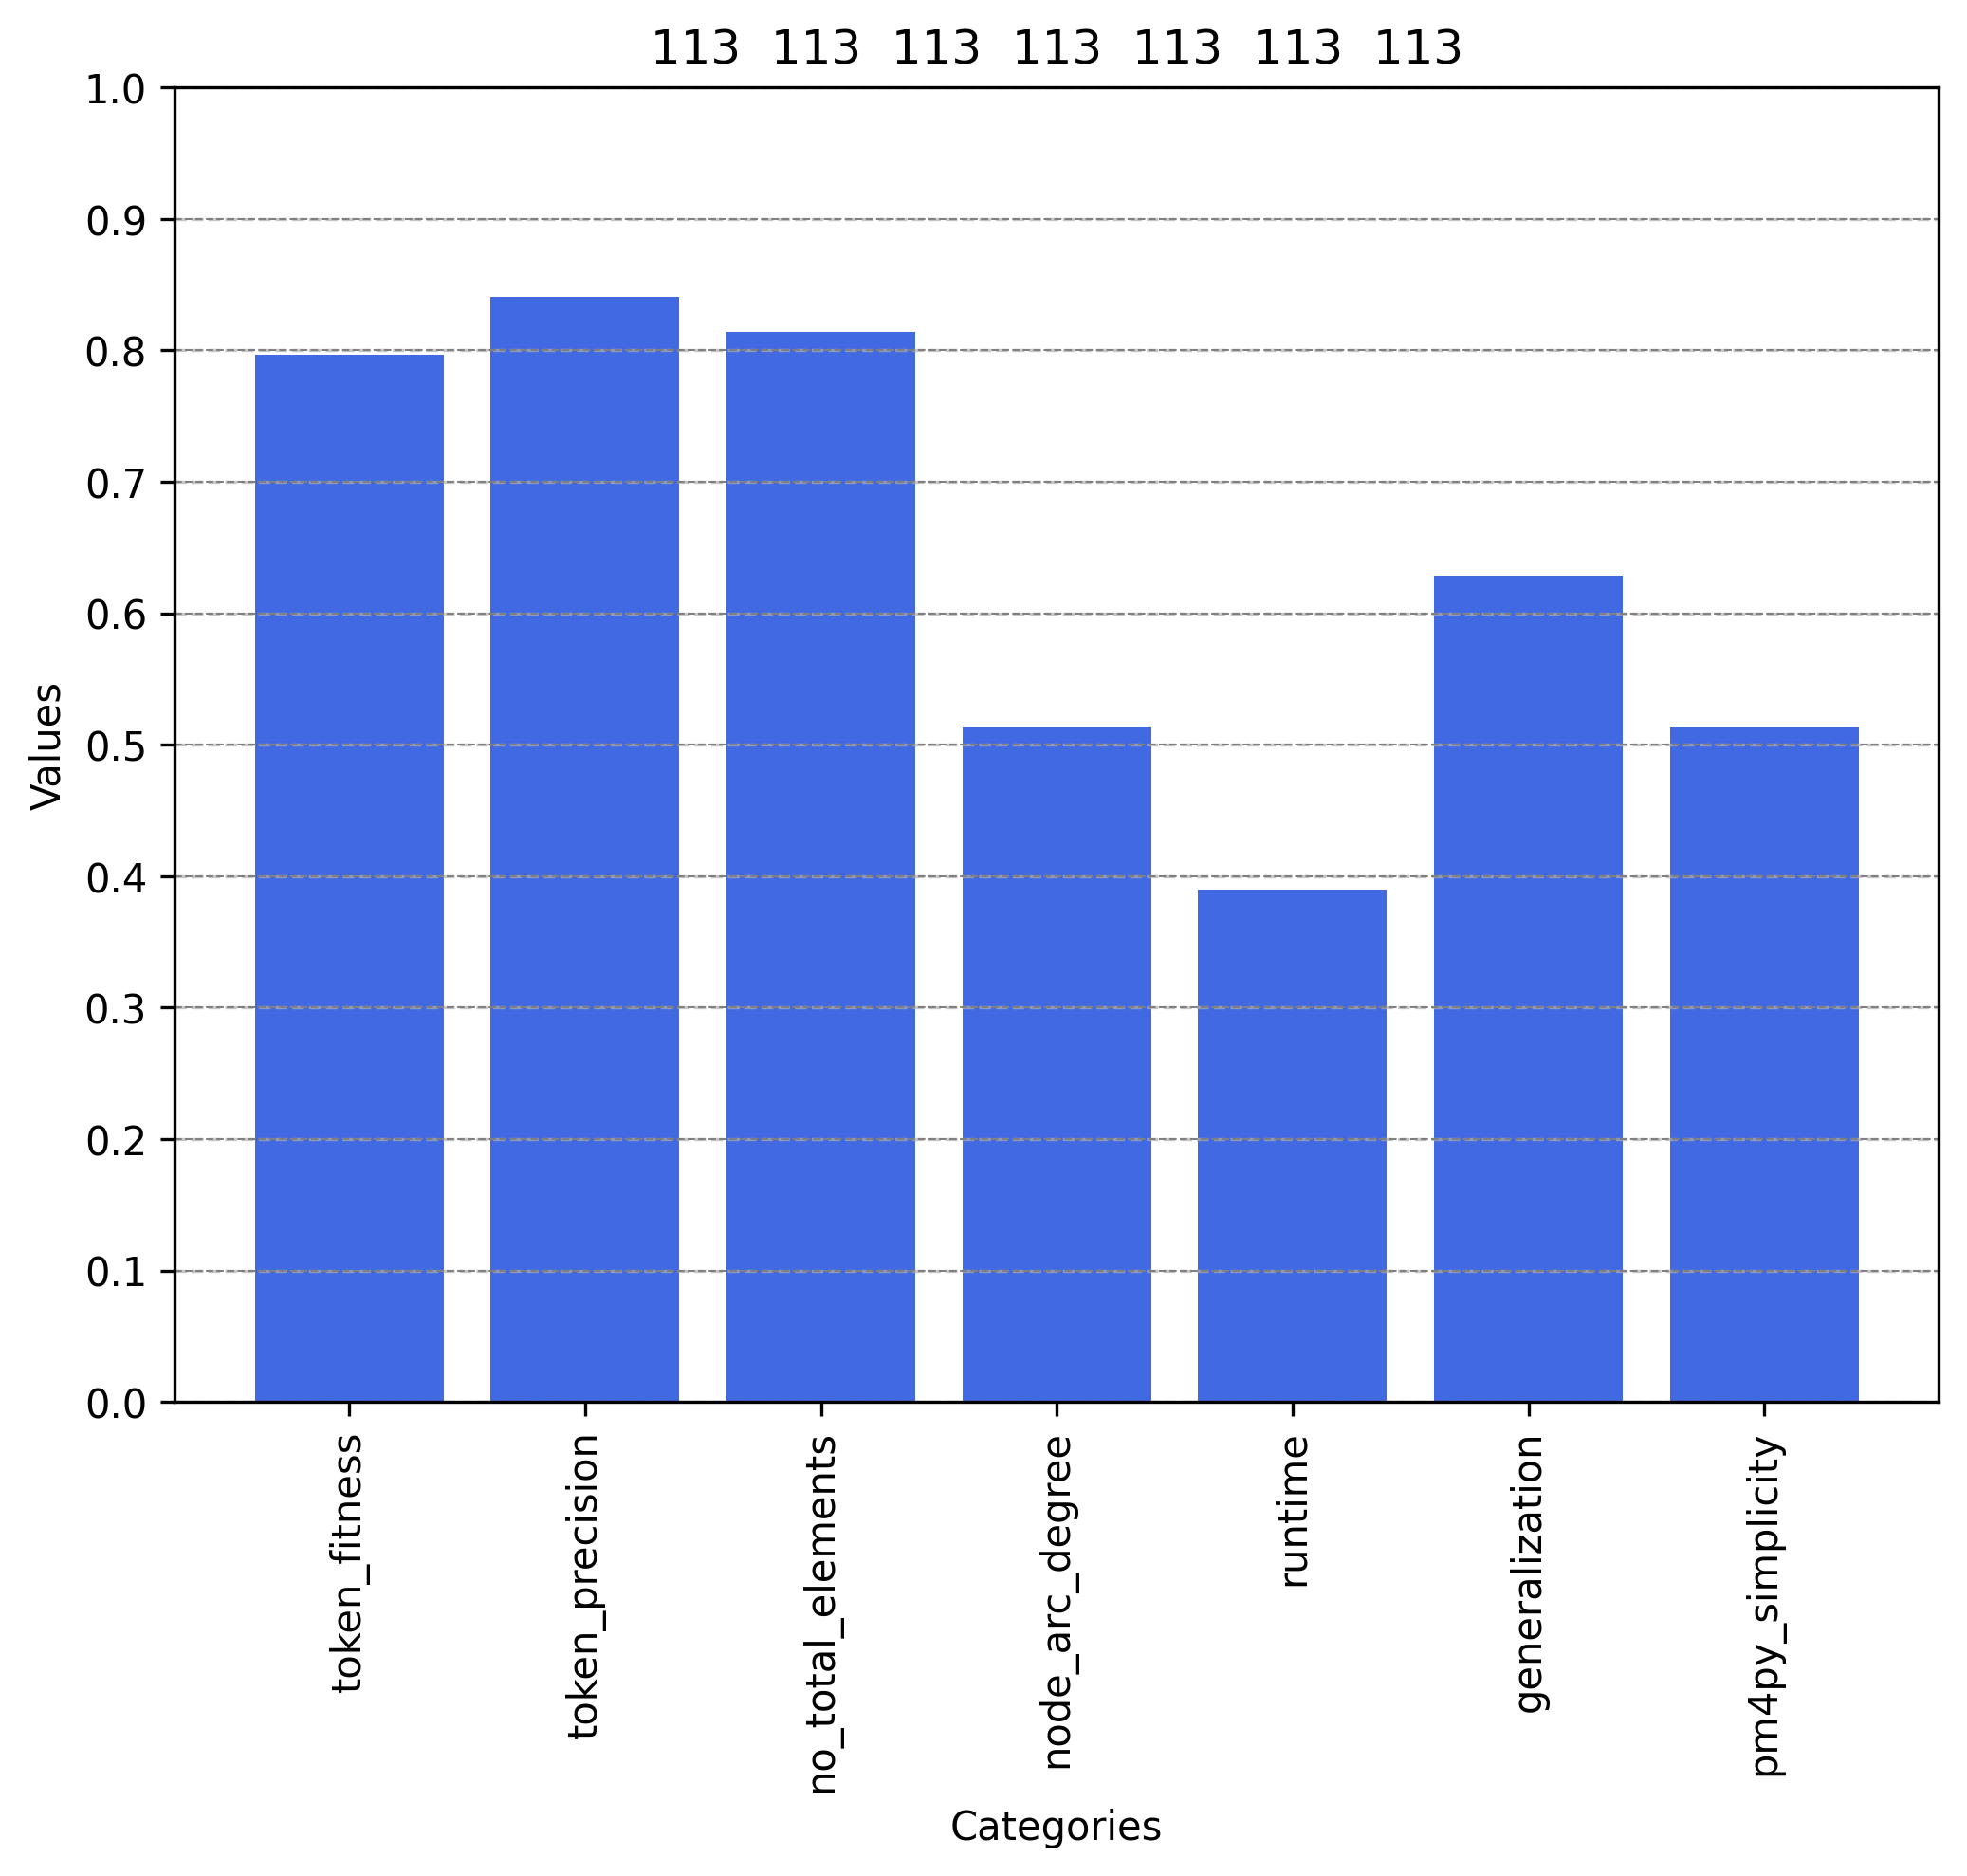 113 113 113 113 113 113 113
1.0
0.9
0.8
0.7
0.6
0.5
0.4
0.3
0.2
0.1
0.0
Values
token_fitness
token_precision
no_total_elements
node_arc_degree
runtime
generalization
pm4py_simplicity
Categories